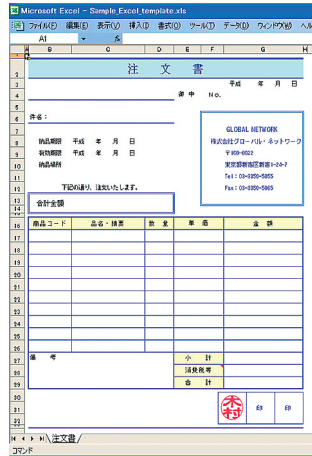 Microsoft Excel - Sample_Excel_template.xls
ファイル(F) 編集(E) 表示(V) 挿入(I) 書式(O) ツール(T) データ(D) ウィンドウ(W)
A1 fx
A B C D E F G H
注 文 書
平成 年 月 日
御中 No.
件名：
GLOBAL NETWORK
納品期限 平成 年 月 日
株式会社グローバル・ネットワーク
有効期限 平成 年 月 日
〒160-0022
納品場所
東京都新宿区新宿1-24-7
Tel : 03-3350-5055
下記の通り、注文いたします。
Fax : 03-3350-5065
合計金額
商品コード 品名・摘要 数 量 単 価 金 額
備 考 小 計
消費税等
合 計
木村 印 印
注文書
コマンド